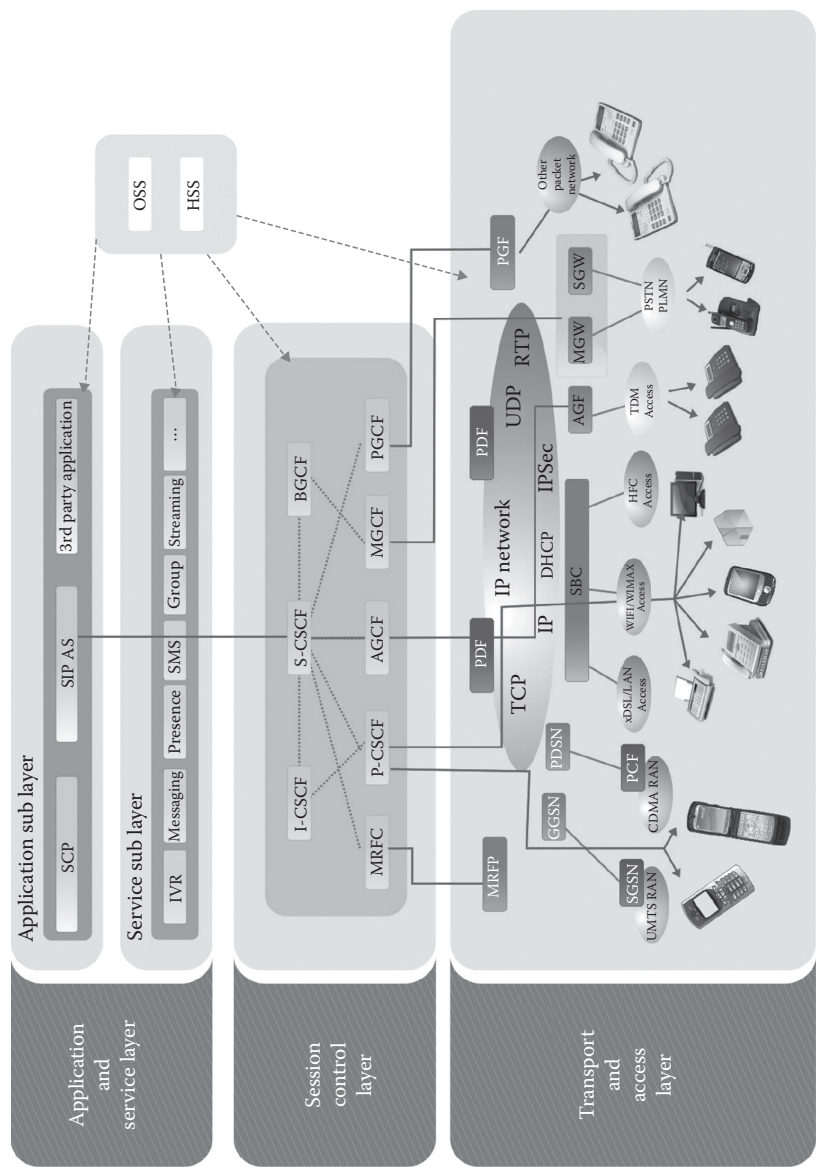 Application
and
service layer
Application sub layer
SCP
SIP AS
3rd party application
Service sub layer
IVR
Messaging
Presence
SMS
Group
Streaming
...
OSS
HSS
Session
control
layer
I-CSCF
S-CSCF
BGCF
MRFC
P-CSCF
AGCF
MGCF
PGCF
Transport
and
access
layer
MRFP
PDF
PDF
PGF
TCP
IP network
UDP
RTP
IP
DHCP
IPSec
GGSN
PDSN
SBC
AGF
MGW
SGW
Other
packet
network
SGSN
UMTS RAN
PCF
CDMA RAN
xDSL/LAN
Access
WIFI/WIMAX
Access
HFC
Access
TDM
Access
PSTN
PLMN